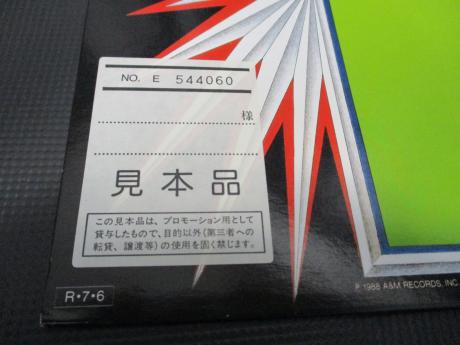 NO. E 544060
様
見本品
この見本品は、プロモーション用として
貸与したもので、目的以外(第三者への
転貸、譲渡等)の使用を固く禁じます。
℗ 1988 A&M RECORDS, INC
R・7・6